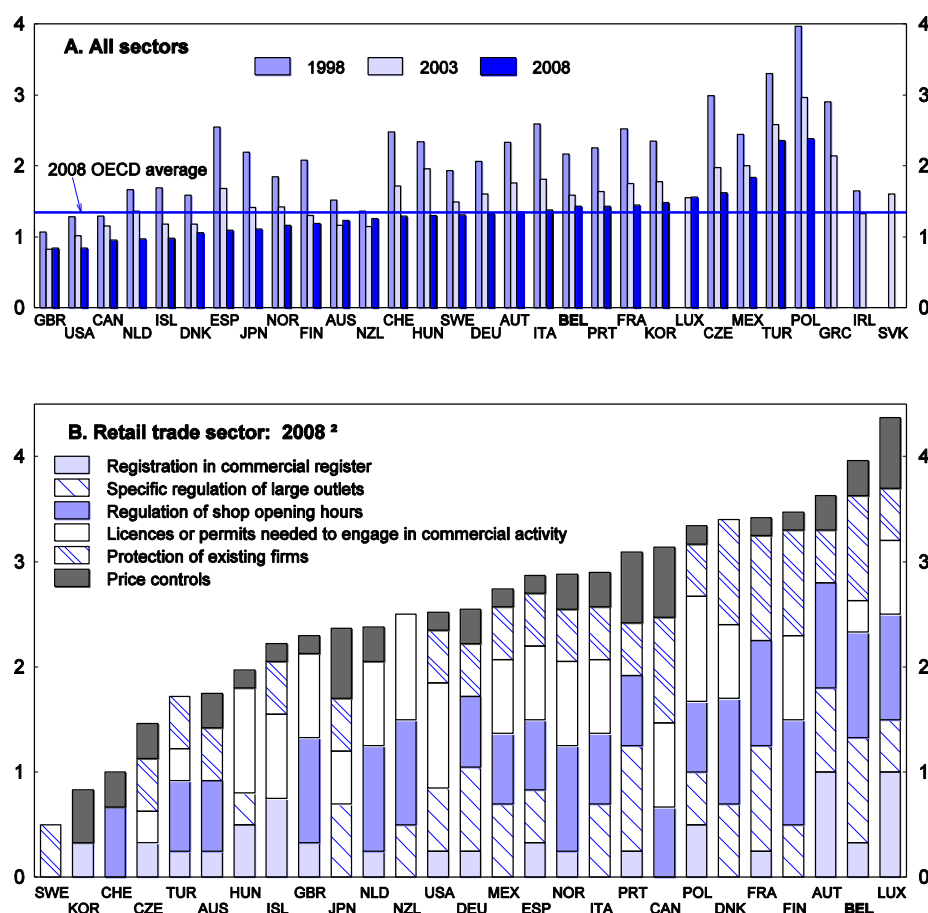 4 4
A. All sectors
1998 2003 2008
3 3
2 2
2008 OECD average
1 1
0 0
GBR CAN ISL ESP NOR AUS CHE SWE AUT BEL FRA LUX MEX POL IRL
USA NLD DNK JPN FIN NZL HUN DEU ITA PRT KOR CZE TUR GRC SVK
B. Retail trade sector: 2008 ²
4 4
Registration in commercial register
Specific regulation of large outlets
Regulation of shop opening hours
Licences or permits needed to engage in commercial activity
Protection of existing firms
Price controls
3 3
2 2
1 1
0 0
SWE CHE TUR HUN GBR NLD USA MEX NOR PRT POL FRA AUT LUX
KOR CZE AUS ISL JPN NZL DEU ESP ITA CAN DNK FIN BEL